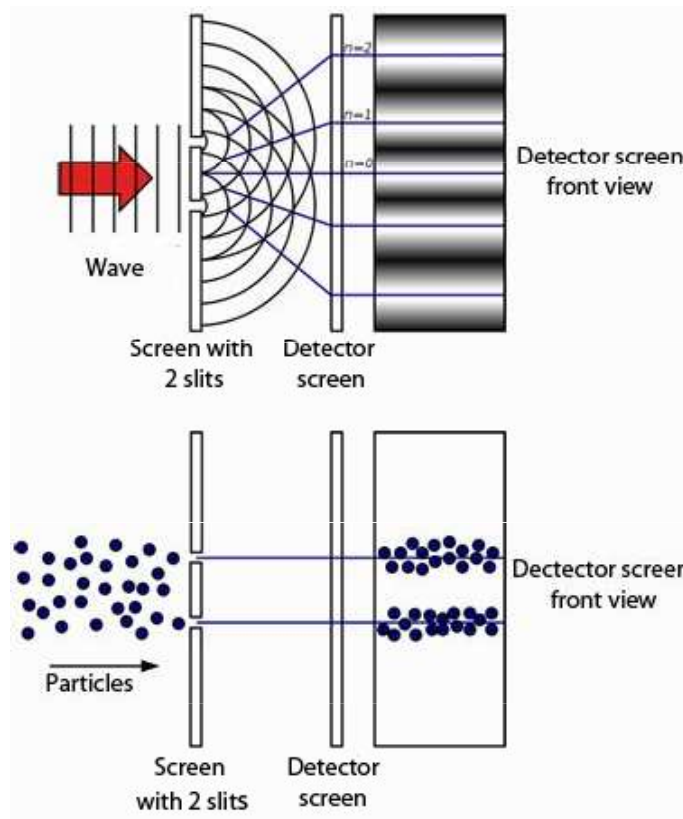 n=2
n=1
n=0
Detector screen
front view
Wave
Screen with
2 slits
Detector
screen
Dectector screen
front view
Particles
Screen
with 2 slits
Detector
screen